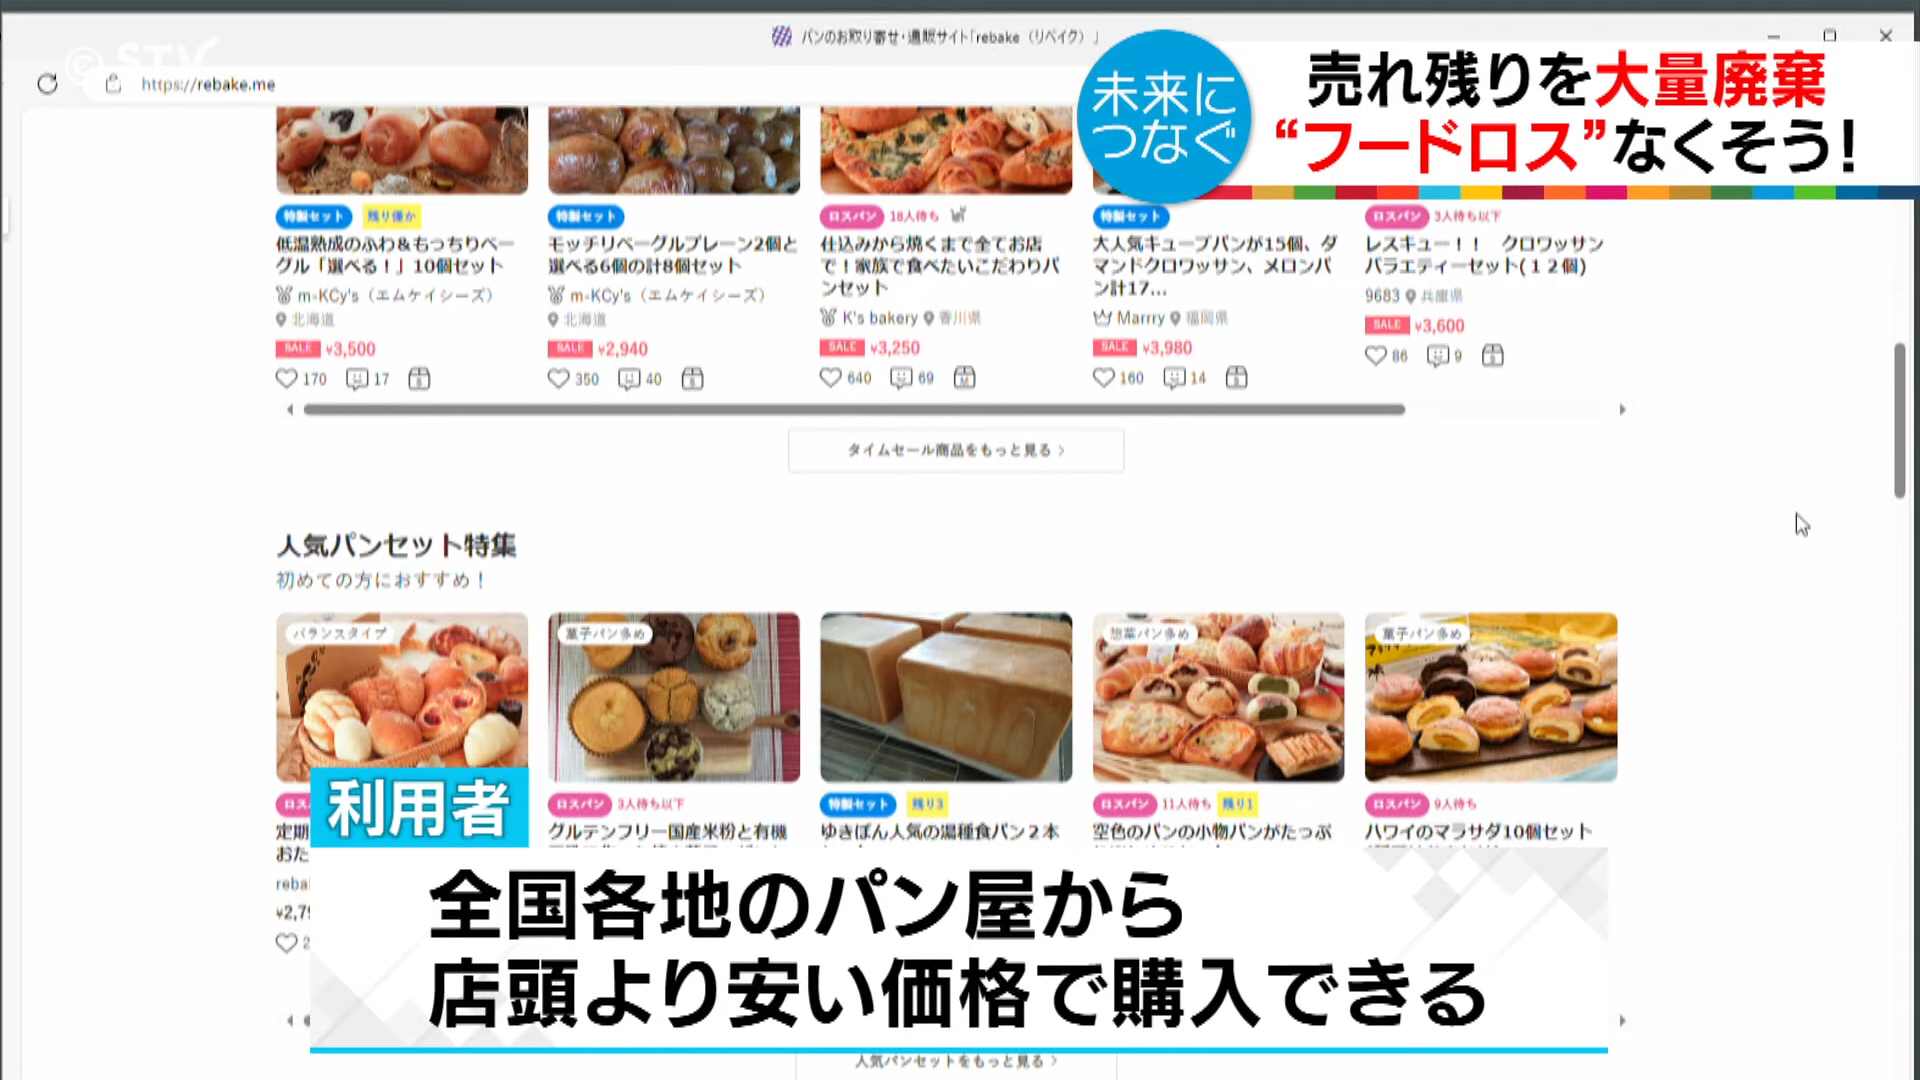 © STV
パンのお取り寄せ・通販サイト「rebake（リベイク）」
https://rebake.me
未来に
つなぐ
売れ残りを大量廃棄
“フードロス”なくそう！
特製セット 残り僅か
低温熟成のふわ&もっちりベー
グル「選べる！」10個セット
m-KCy's（エムケイシーズ）
北海道
SALE ¥3,500
170 17
特製セット
モッチリベーグルプレーン2個と
選べる6個の計8個セット
m-KCy's（エムケイシーズ）
北海道
SALE ¥2,940
350 40
ロスパン 18人待ち
仕込みから焼くまで全てお店
で！家族で食べたいこだわりパ
ンセット
K's bakery 香川県
SALE ¥3,250
640 69
特製セット
大人気キューブパンが15個、ダ
マンドクロワッサン、メロンパ
ン計17...
Marrry 福岡県
SALE ¥3,980
160 14
ロスパン 3人待ち以下
レスキュー！！ クロワッサン
バラエティーセット(１２個)
9683 兵庫県
SALE ¥3,600
86 9
タイムセール商品をもっと見る
人気パンセット特集
初めての方におすすめ！
バランスタイプ
菓子パン多め
惣菜パン多め
菓子パン多め
ロス
定期
おた
reba
¥2,79
2
ロスパン 3人待ち以下
グルテンフリー国産米粉と有機
特製セット 残り3
ゆきぱん人気の湯種食パン２本
ロスパン 11人待ち 残り1
空色のパンの小物パンがたっぷ
ロスパン 9人待ち
ハワイのマラサダ10個セット
利用者
全国各地のパン屋から
店頭より安い価格で購入できる
人気パンセットをもっと見る